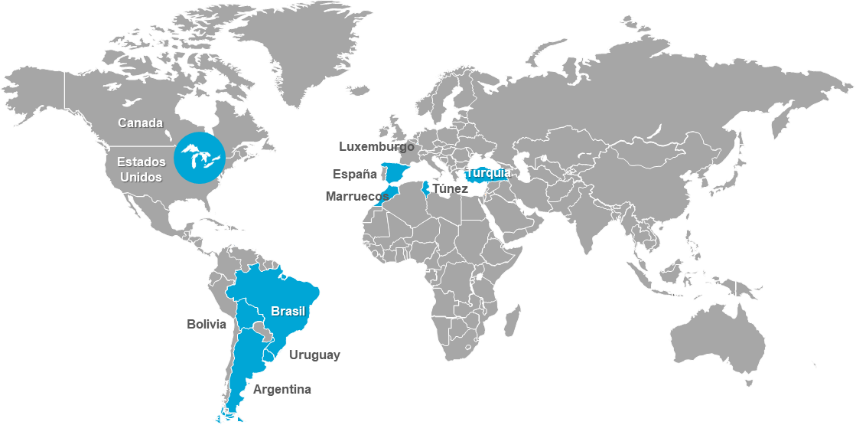 Canada
Estados
Unidos
Luxemburgo
España
Marruecos
Túnez
Turquía
Brasil
Bolivia
Uruguay
Argentina